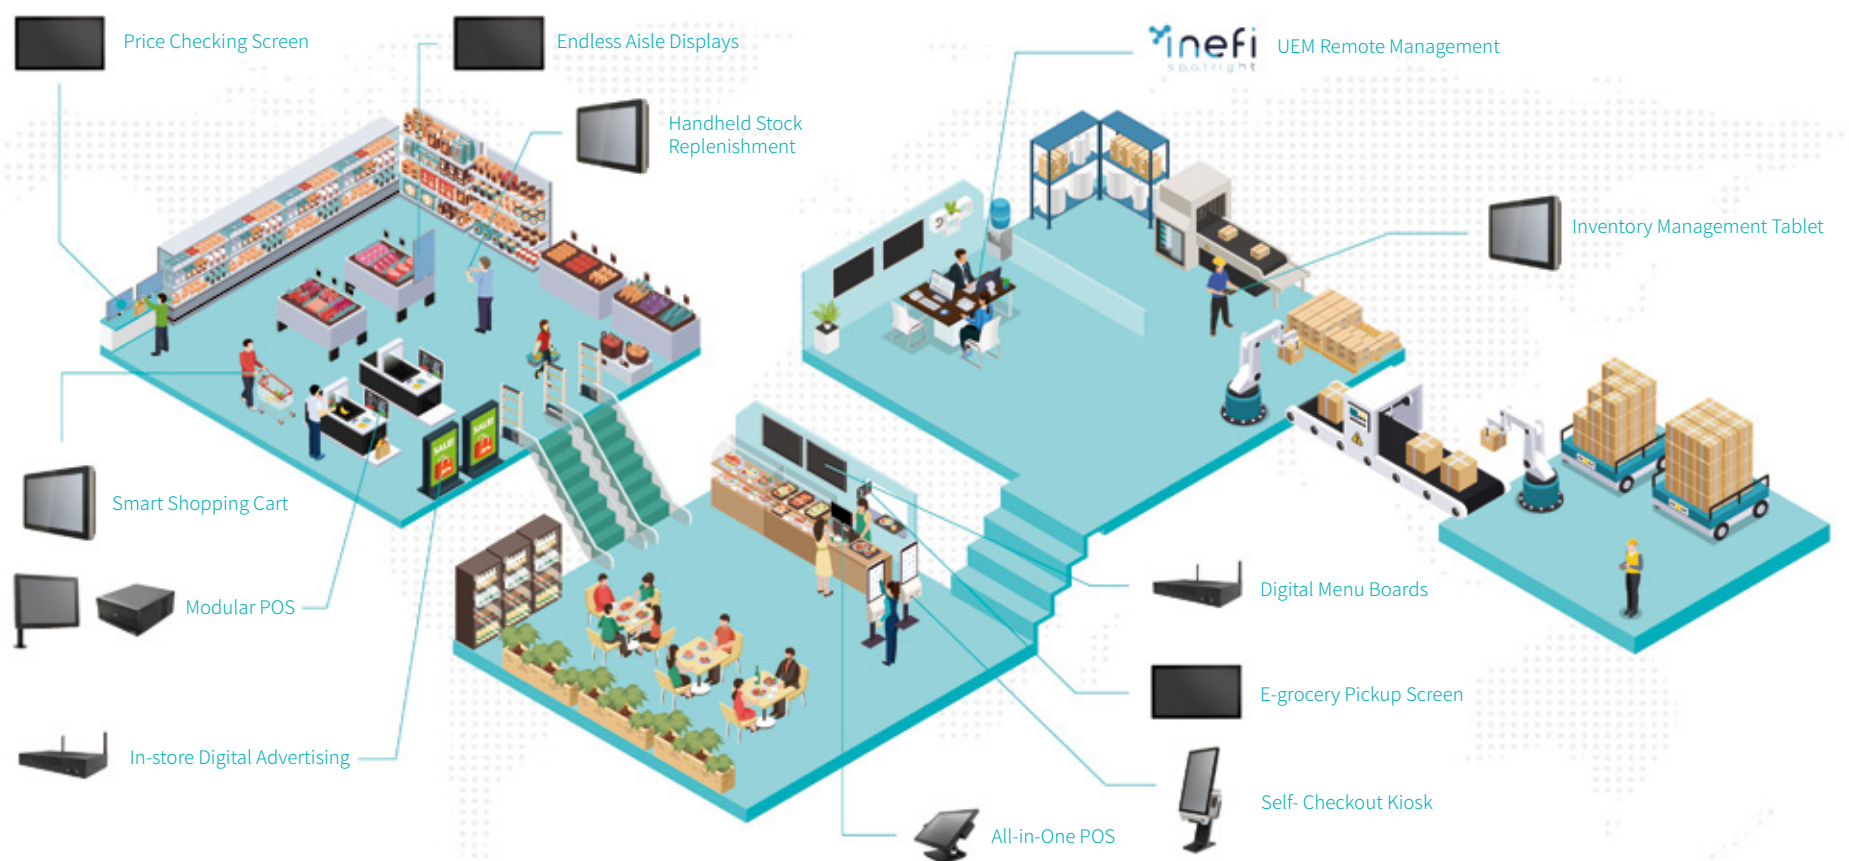 Price Checking Screen
Endless Aisle Displays
inefi
spotlight
UEM Remote Management
Handheld Stock
Replenishment
Inventory Management Tablet
SALE!
SALE!
Smart Shopping Cart
Modular POS
Digital Menu Boards
E-grocery Pickup Screen
In-store Digital Advertising
Self- Checkout Kiosk
All-in-One POS